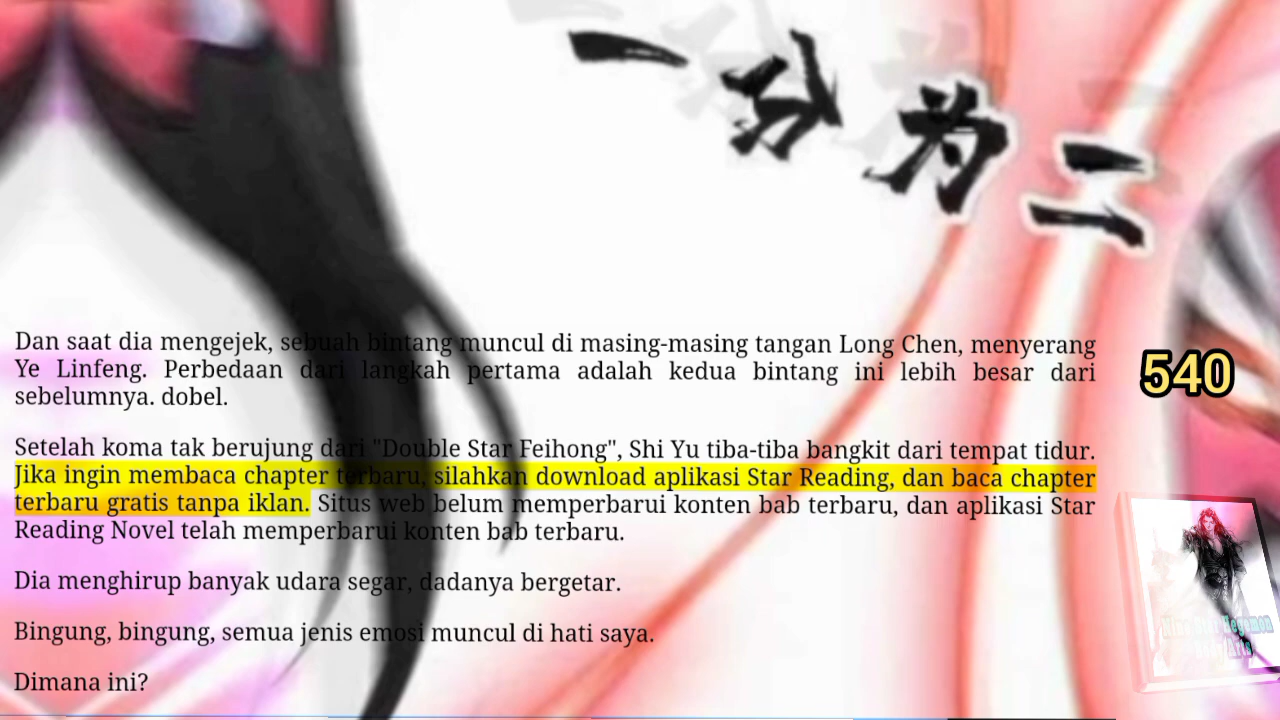 一分为二
Dan saat dia mengejek, sebuah bintang muncul di masing-masing tangan Long Chen, menyerang
Ye Linfeng. Perbedaan dari langkah pertama adalah kedua bintang ini lebih besar dari
sebelumnya. dobel.
540
Setelah koma tak berujung dari "Double Star Feihong", Shi Yu tiba-tiba bangkit dari tempat tidur.
Jika ingin membaca chapter terbaru, silahkan download aplikasi Star Reading, dan baca chapter
terbaru gratis tanpa iklan. Situs web belum memperbarui konten bab terbaru, dan aplikasi Star
Reading Novel telah memperbarui konten bab terbaru.
Dia menghirup banyak udara segar, dadanya bergetar.
Bingung, bingung, semua jenis emosi muncul di hati saya.
Dimana ini?
Nine Star Hegemon
Body Arts